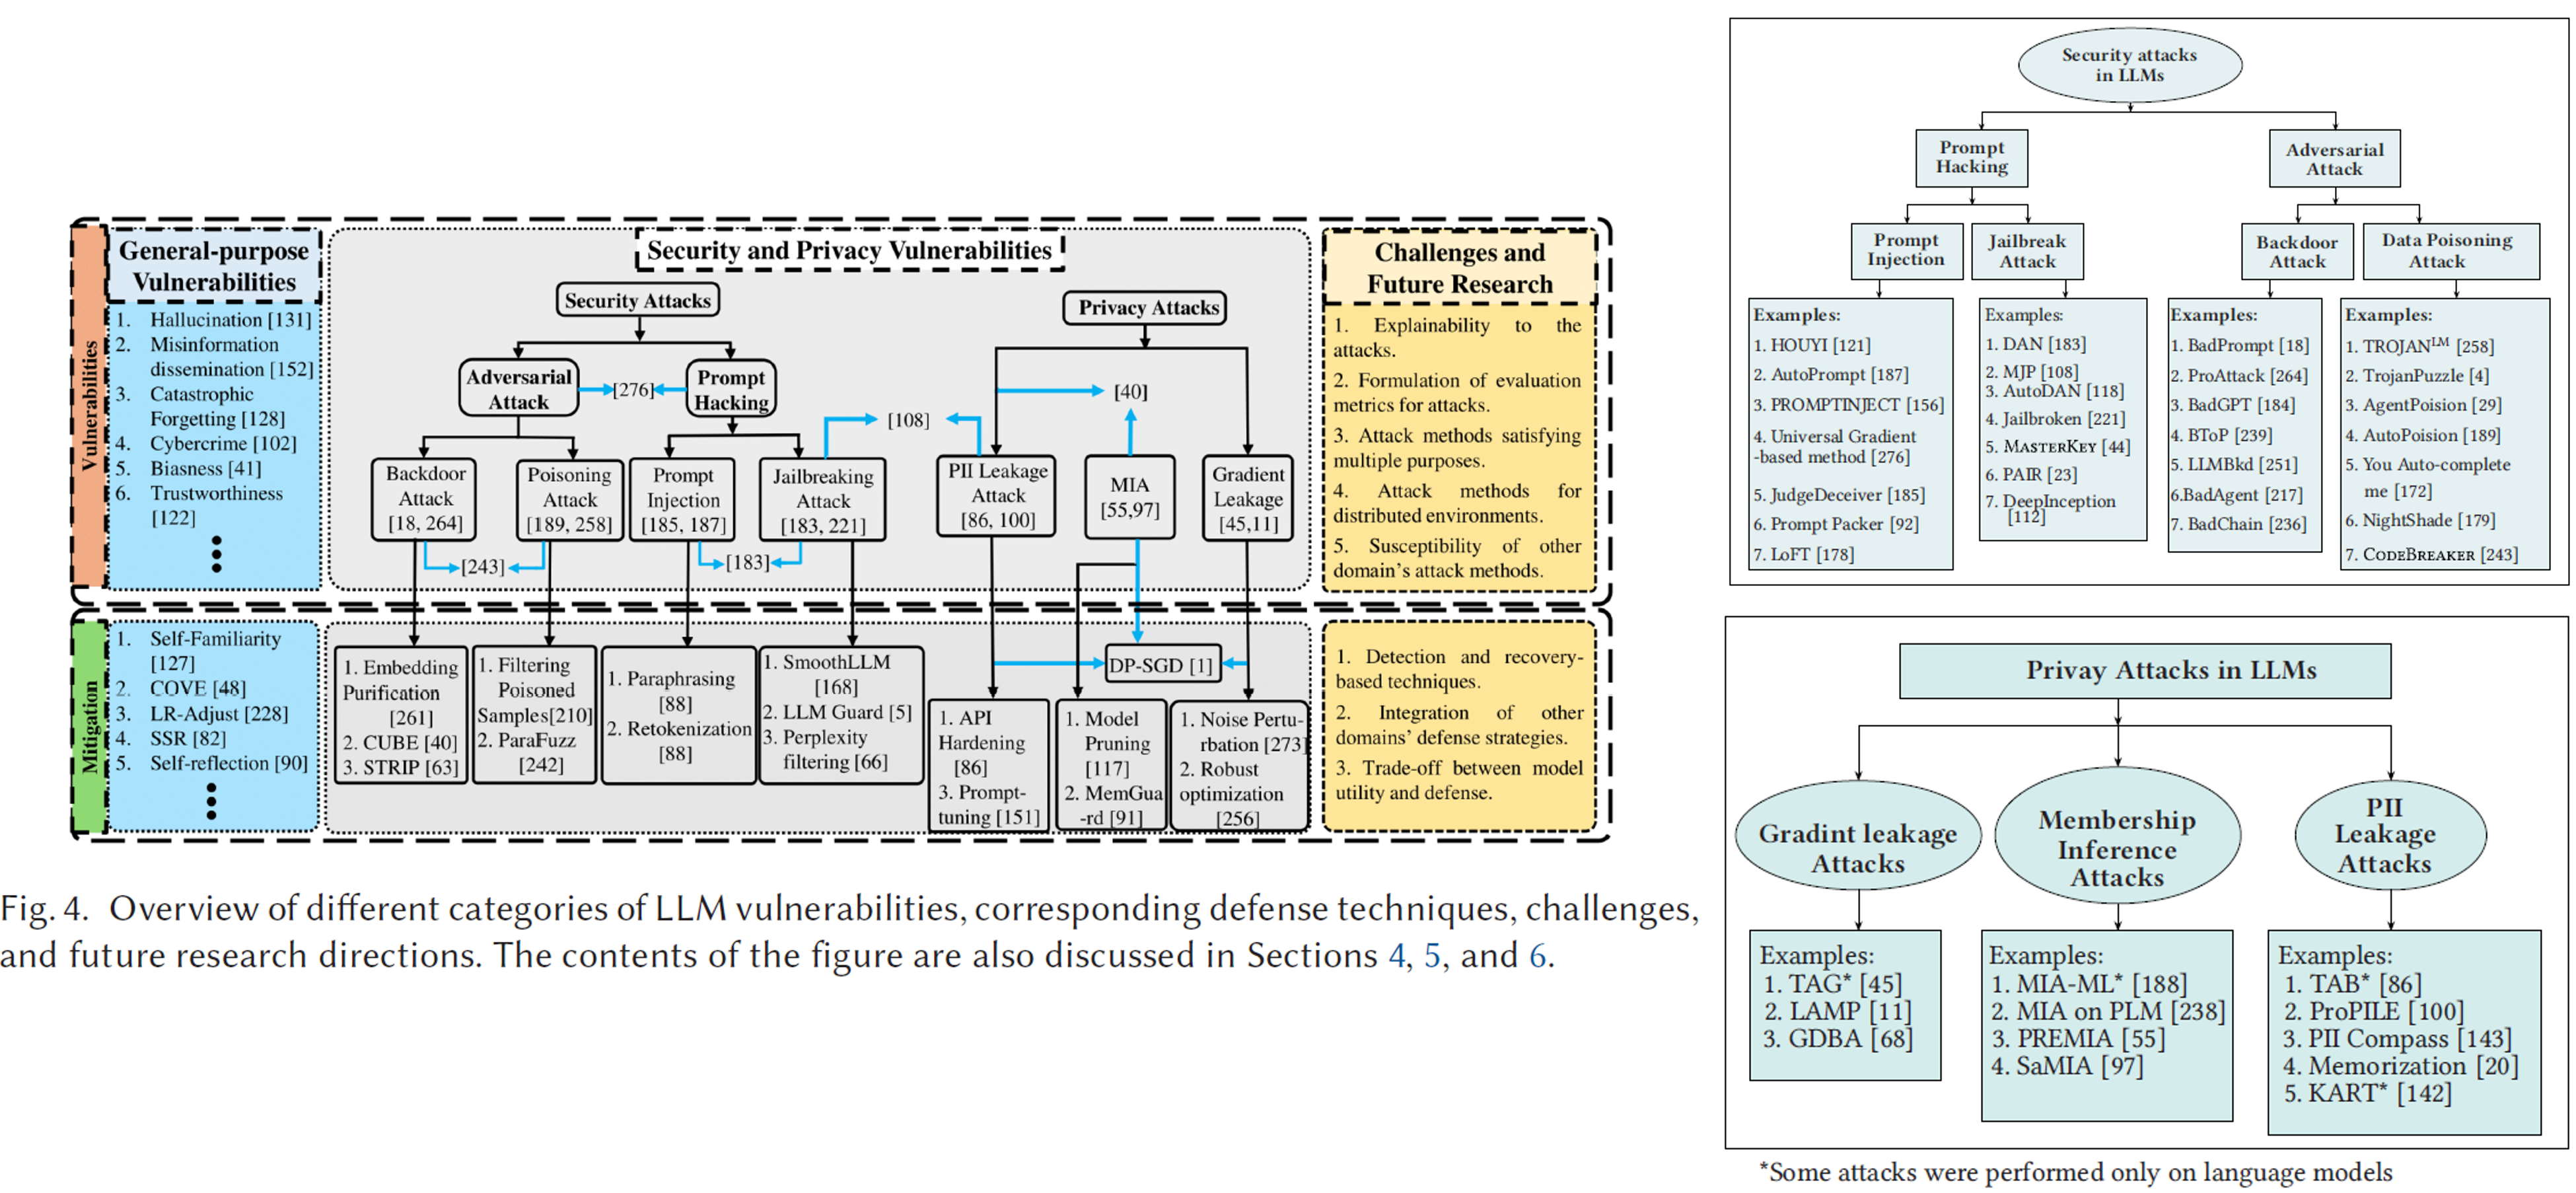 Vulnerabilities
General-purpose
Vulnerabilities
1. Hallucination [131]
2. Misinformation
dissemination [152]
3. Catastrophic
Forgetting [128]
4. Cybercrime [102]
5. Biasness [41]
6. Trustworthiness
[122]
Security and Privacy Vulnerabilities
Security Attacks
Privacy Attacks
Adversarial
Attack
[276]
Prompt
Hacking
[40]
[108]
Backdoor
Attack
[18, 264]
Poisoning
Attack
[189, 258]
Prompt
Injection
[185, 187]
Jailbreaking
Attack
[183, 221]
PII Leakage
Attack
[86, 100]
MIA
[55,97]
Gradient
Leakage
[45,11]
[243]
[183]
Challenges and
Future Research
1. Explainability to the
attacks.
2. Formulation of evaluation
metrics for attacks.
3. Attack methods satisfying
multiple purposes.
4. Attack methods for
distributed environments.
5. Susceptibility of other
domain's attack methods.
Mitigation
1. Self-Familiarity
[127]
2. COVE [48]
3. LR-Adjust [228]
4. SSR [82]
5. Self-reflection [90]
1. Embedding
Purification
[261]
2. CUBE [40]
3. STRIP [63]
1. Filtering
Poisoned
Samples[210]
2. ParaFuzz
[242]
1. Paraphrasing
[88]
2. Retokenization
[88]
1. SmoothLLM
[168]
2. LLM Guard [5]
3. Perplexity
filtering [66]
DP-SGD [1]
1. API
Hardening
[86]
3. Prompt-
tuning [151]
1. Model
Pruning
[117]
2. MemGua
-rd [91]
1. Noise Pertu-
rbation [273]
2. Robust
optimization
[256]
1. Detection and recovery-
based techniques.
2. Integration of other
domains' defense strategies.
3. Trade-off between model
utility and defense.
Fig. 4. Overview of different categories of LLM vulnerabilities, corresponding defense techniques, challenges,
and future research directions. The contents of the figure are also discussed in Sections 4, 5, and 6.
Security attacks
in LLMs
Prompt
Hacking
Adversarial
Attack
Prompt
Injection
Jailbreak
Attack
Backdoor
Attack
Data Poisoning
Attack
Examples:
1. HOUYI [121]
2. AutoPrompt [187]
3. PROMPTINJECT [156]
4. Universal Gradient
-based method [276]
5. JudgeDeceiver [185]
6. Prompt Packer [92]
7. LoFT [178]
Examples:
1. DAN [183]
2. MJP [108]
3. AutoDAN [118]
4. Jailbroken [221]
5. MASTERKEY [44]
6. PAIR [23]
7. DeepInception
[112]
Examples:
1. BadPrompt [18]
2. ProAttack [264]
3. BadGPT [184]
4. BToP [239]
5. LLMBkd [251]
6.BadAgent [217]
7. BadChain [236]
Examples:
1. TROJANLM [258]
2. TrojanPuzzle [4]
3. AgentPoision [29]
4. AutoPoision [189]
5. You Auto-complete
me [172]
6. NightShade [179]
7. CODEBREAKER [243]
Privay Attacks in LLMs
Gradint leakage
Attacks
Membership
Inference
Attacks
PII
Leakage
Attacks
Examples:
1. TAG* [45]
2. LAMP [11]
3. GDBA [68]
Examples:
1. MIA-ML* [188]
2. MIA on PLM [238]
3. PREMIA [55]
4. SaMIA [97]
Examples:
1. TAB* [86]
2. ProPILE [100]
3. PII Compass [143]
4. Memorization [20]
5. KART* [142]
*Some attacks were performed only on language models